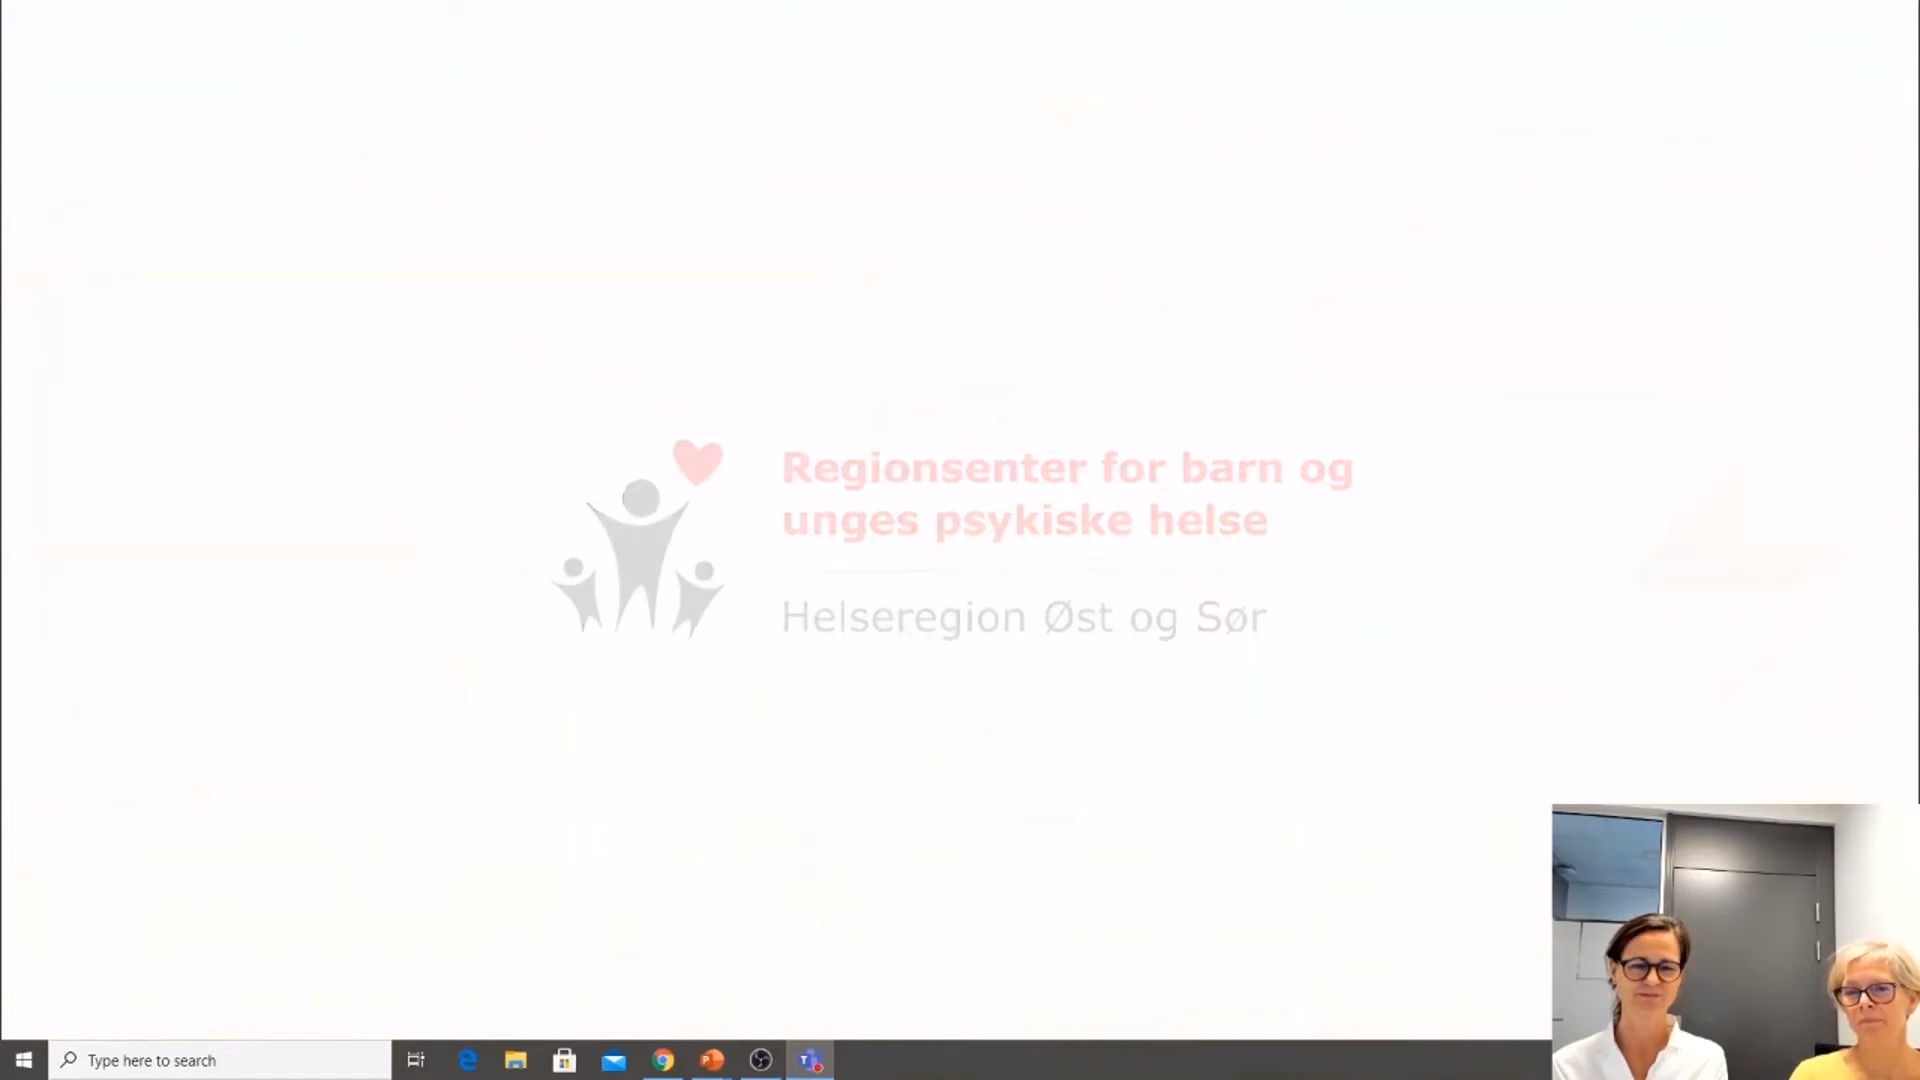 Regionsenter for barn og
unges psykiske helse
Helseregion Øst og Sør
Type here to search